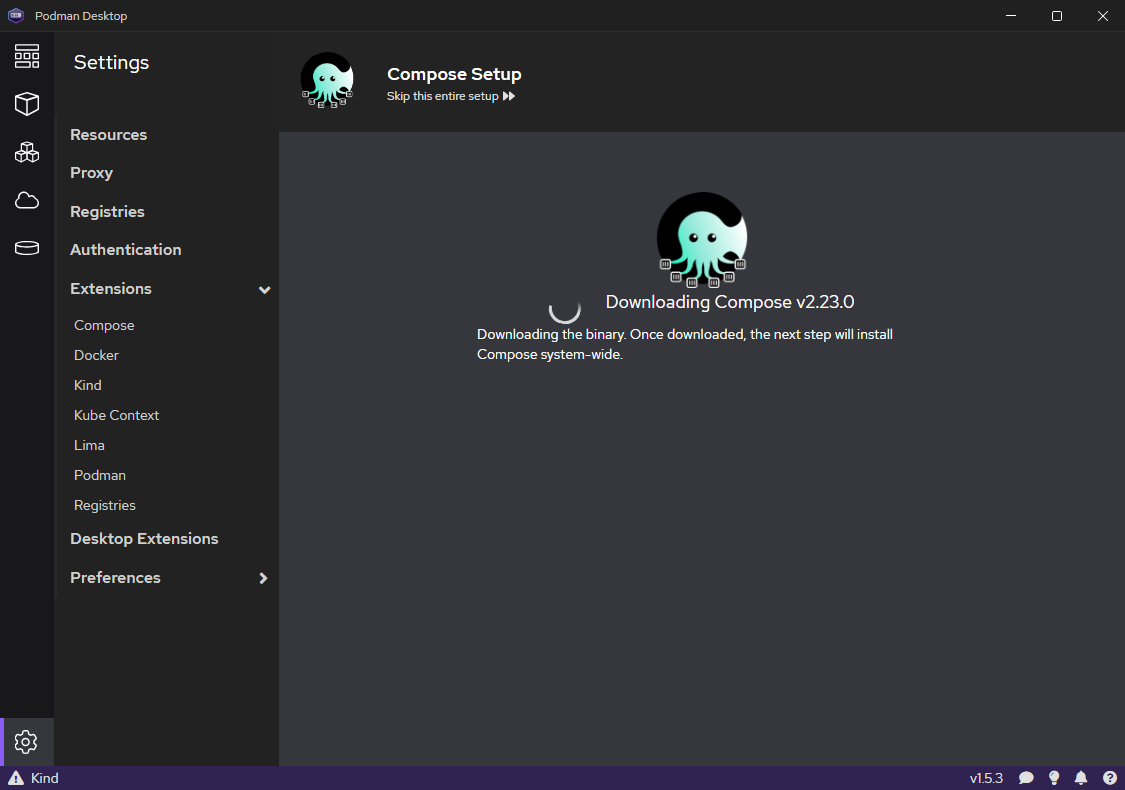 Podman Desktop
Settings
Resources
Proxy
Registries
Authentication
Extensions
Compose
Docker
Kind
Kube Context
Lima
Podman
Registries
Desktop Extensions
Preferences
Compose Setup
Skip this entire setup
Downloading Compose v2.23.0
Downloading the binary. Once downloaded, the next step will install
Compose system-wide.
Kind
v1.5.3